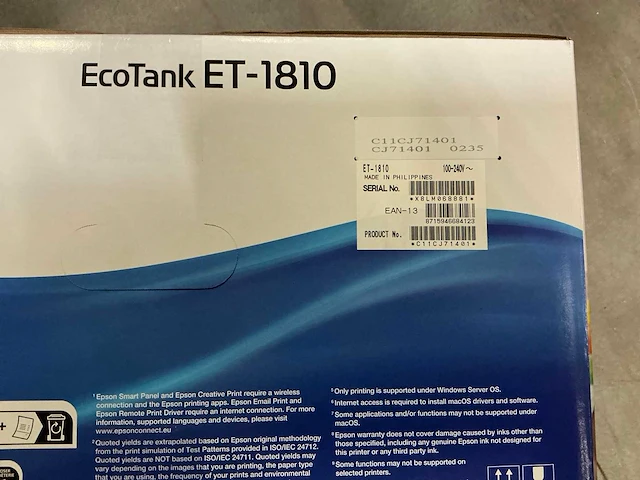 EcoTank ET-1810
C11CJ71401
CJ71401 0235
ET-1810 100-240V～
MADE IN PHILIPPINES
SERIAL No.
*X8LM068881*
EAN-13
8715946684123
PRODUCT No.
*C11CJ71401*
¹Epson Smart Panel and Epson Creative Print require a wireless
connection and the Epson printing apps. Epson Email Print and
Epson Remote Print Driver require an internet connection. For more
information, supported languages and devices, please visit
www.epsonconnect.eu
²Quoted yields are extrapolated based on Epson original methodology
from the print simulation of Test Patterns provided in ISO/IEC 24712.
Quoted yields are NOT based on ISO/IEC 24711. Quoted yields may
vary depending on the images that you are printing, the paper type
that you are using, the frequency of your prints and environmental
⁵Only printing is supported under Windows Server OS.
⁶Internet access is required to install macOS drivers and software.
⁷Some applications and/or functions may not be supported under
macOS.
⁸Epson warranty does not cover damage caused by inks other than
those specified, including any genuine Epson ink not designed for
this printer or any third party ink.
⁹Some functions may not be supported on
selected printers.